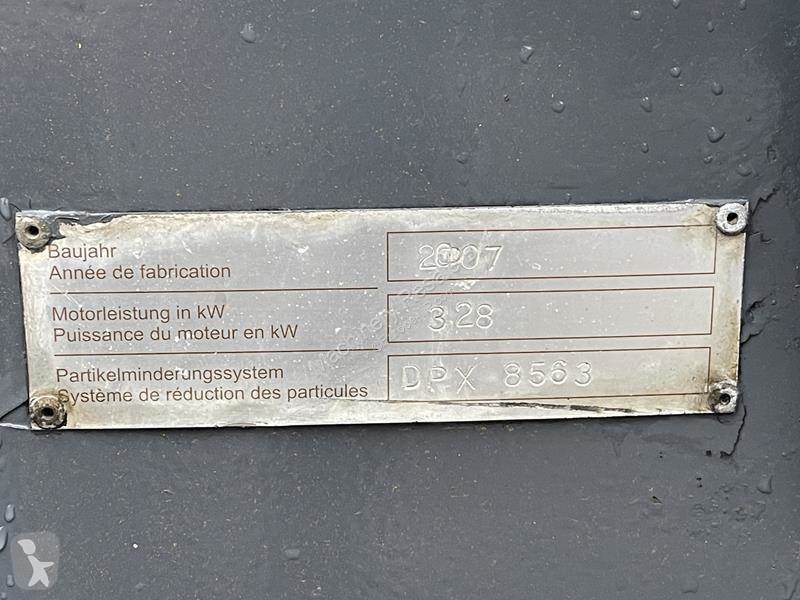 Baujahr
Année de fabrication
2007
Motorleistung in kW
Puissance du moteur en kW
328
Partikelminderungssystem
Système de réduction des particules
DPX 8563